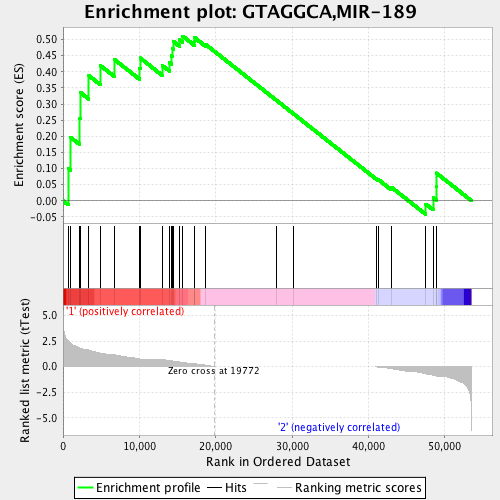 Enrichment plot: GTAGGCA,MIR-189
Enrichment score (ES)
0.50
0.45
0.40
0.35
0.30
0.25
0.20
0.15
0.10
0.05
0.00
-0.05
'1' (positively correlated)
Ranked list metric (tTest)
5.0
2.5
0.0
-2.5
-5.0
Zero cross at 19772
'2' (negatively correlated)
0 10,000 20,000 30,000 40,000 50,000
Rank in Ordered Dataset
Enrichment profile Hits Ranking metric scores